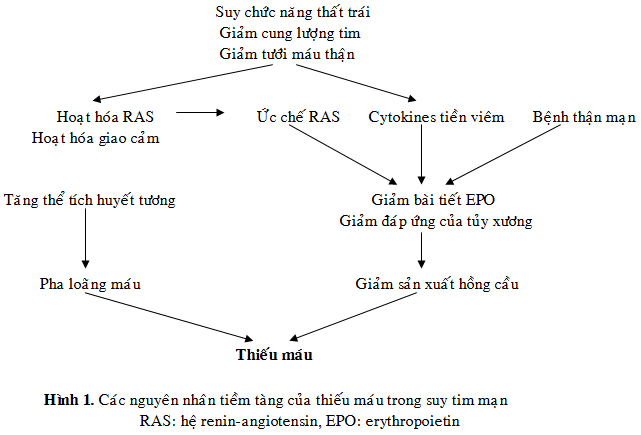 Suy chức năng thất trái
Giảm cung lượng tim
Giảm tưới máu thận
Hoạt hóa RAS
Hoạt hóa giao cảm
Ức chế RAS
Cytokines tiền viêm
Bệnh thận mạn
Tăng thể tích huyết tương
Giảm bài tiết EPO
Giảm đáp ứng của tủy xương
Pha loãng máu
Giảm sản xuất hồng cầu
Thiếu máu
Hình 1. Các nguyên nhân tiềm tàng của thiếu máu trong suy tim mạn
RAS: hệ renin-angiotensin, EPO: erythropoietin